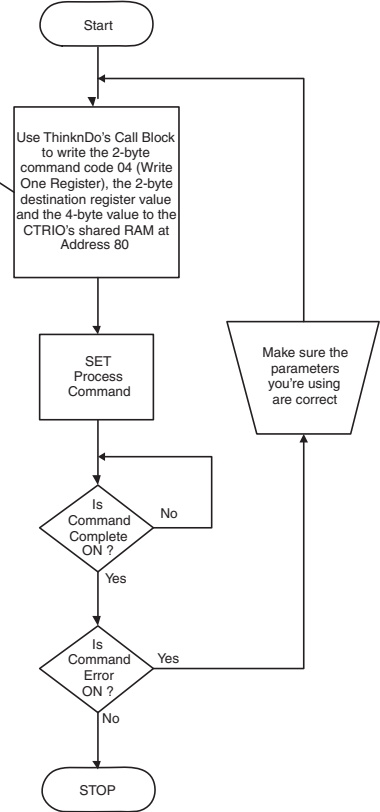 Start
Use ThinknDo's Call Block
to write the 2-byte
command code 04 (Write
One Register), the 2-byte
destination register value
and the 4-byte value to the
CTRIO's shared RAM at
Address 80
SET
Process
Command
Make sure the
parameters
you're using
are correct
Is
Command
Complete
ON ?
No
Yes
Is
Command
Error
ON ?
Yes
No
STOP